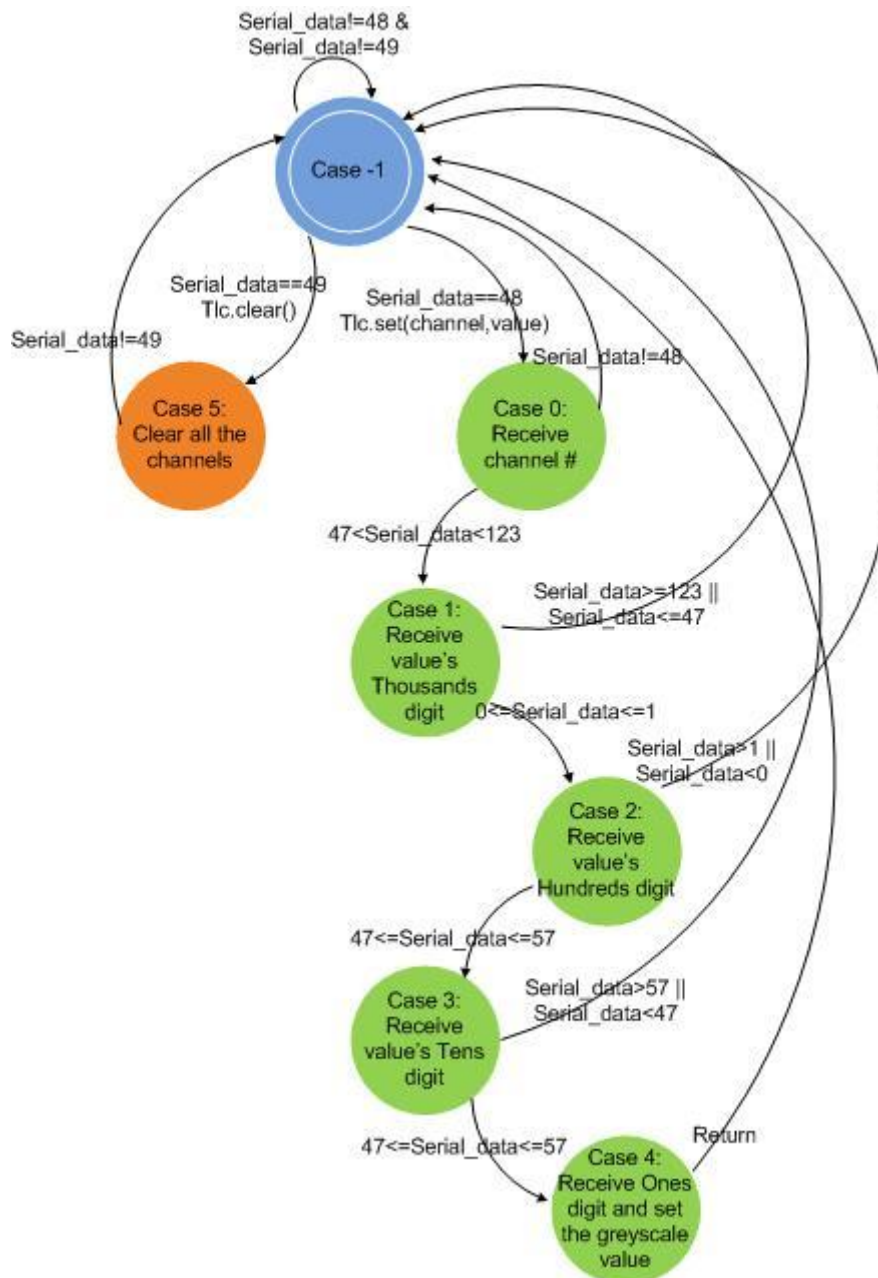 Serial_data!=48 &
Serial_data!=49
Case -1
Serial_data==49
Tlc.clear()
Serial_data==48
Tlc.set(channel,value)
Serial_data!=49
Serial_data!=48
Case 5:
Clear all the
channels
Case 0:
Receive
channel #
47<Serial_data<123
Serial_data>=123 ||
Serial_data<=47
Case 1:
Receive
value's
Thousands
digit
0<=Serial_data<=1
Serial_data>1 ||
Serial_data<0
Case 2:
Receive
value's
Hundreds digit
47<=Serial_data<=57
Serial_data>57 ||
Serial_data<47
Case 3:
Receive
value's Tens
digit
47<=Serial_data<=57
Return
Case 4:
Receive Ones
digit and set
the greyscale
value